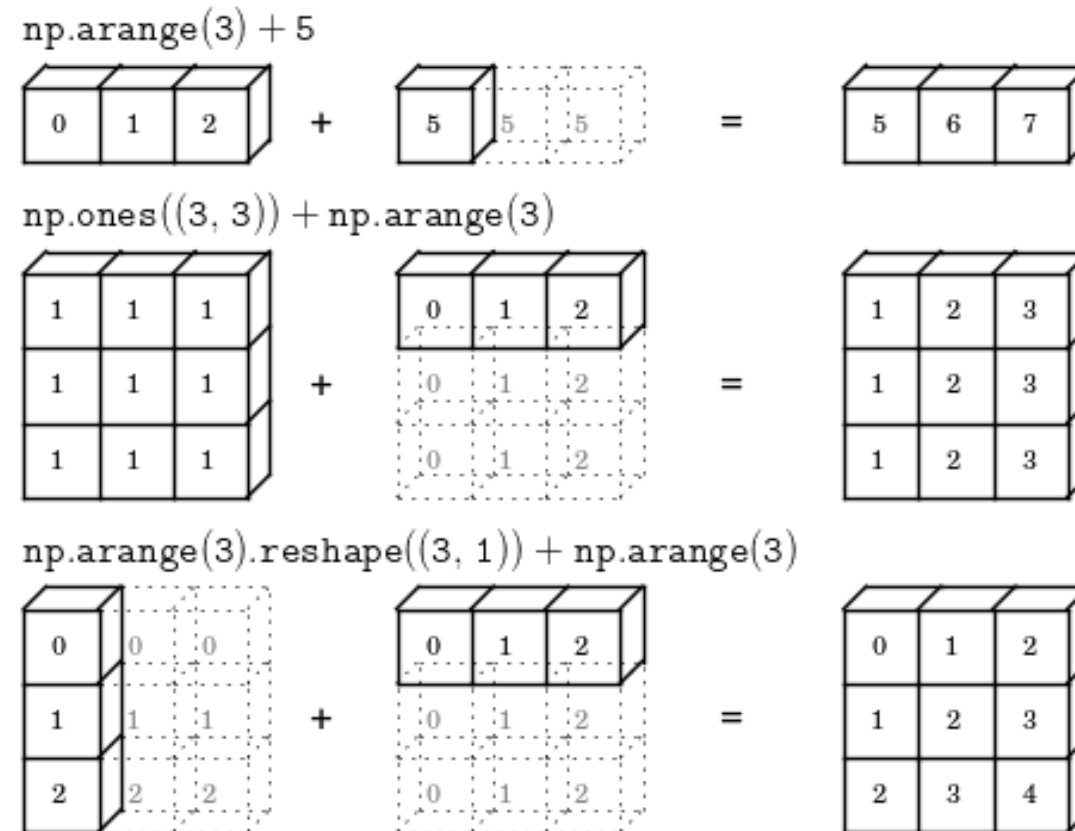 np.arange(3) + 5
0 1 2 + 5 5 5 = 5 6 7
np.ones((3, 3)) + np.arange(3)
1 1 1 0 1 2 1 2 3
1 1 1 + 0 1 2 = 1 2 3
1 1 1 0 1 2 1 2 3
np.arange(3).reshape((3, 1)) + np.arange(3)
0 0 0 0 1 2 0 1 2
1 1 1 + 0 1 2 = 1 2 3
2 2 2 0 1 2 2 3 4